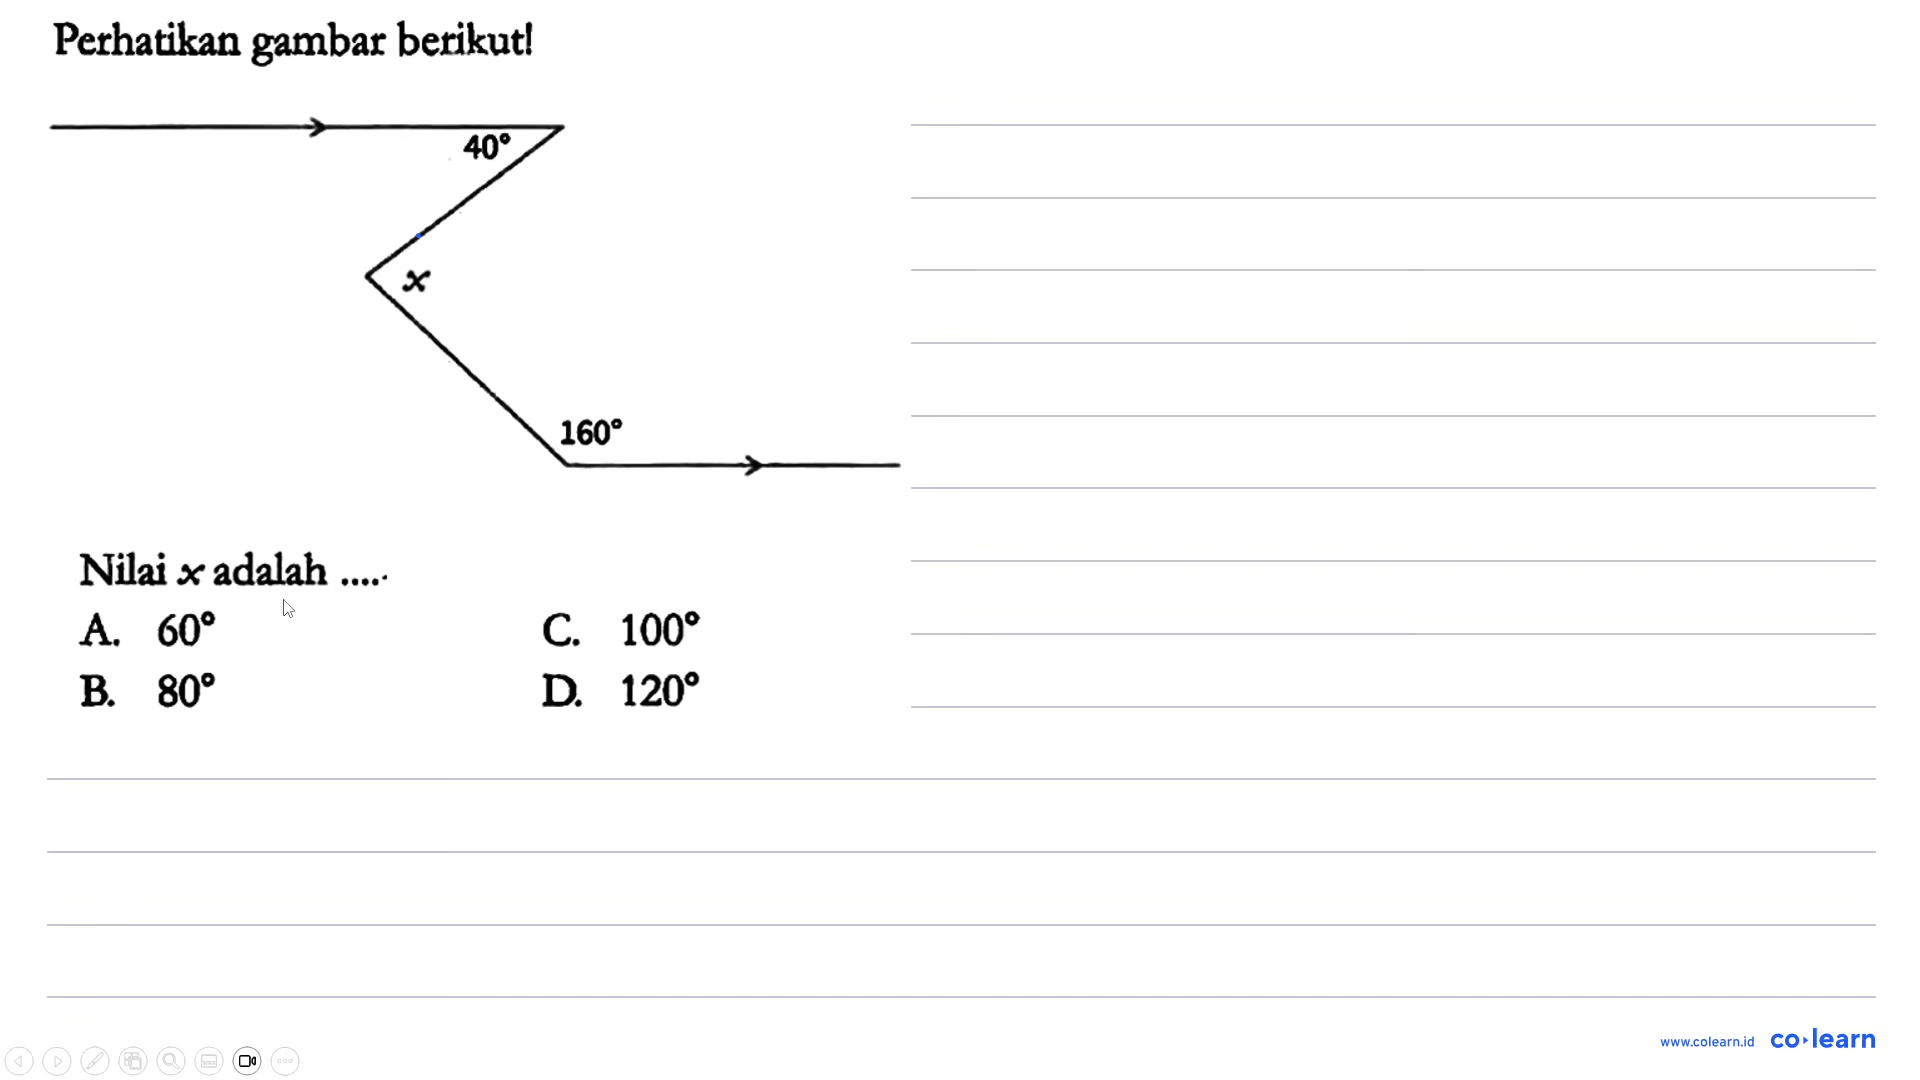 Perhatikan gambar berikut!
40°
x
160°
Nilai x adalah .....
A. 60° C. 100°
B. 80° D. 120°
www.colearn.id co‣learn